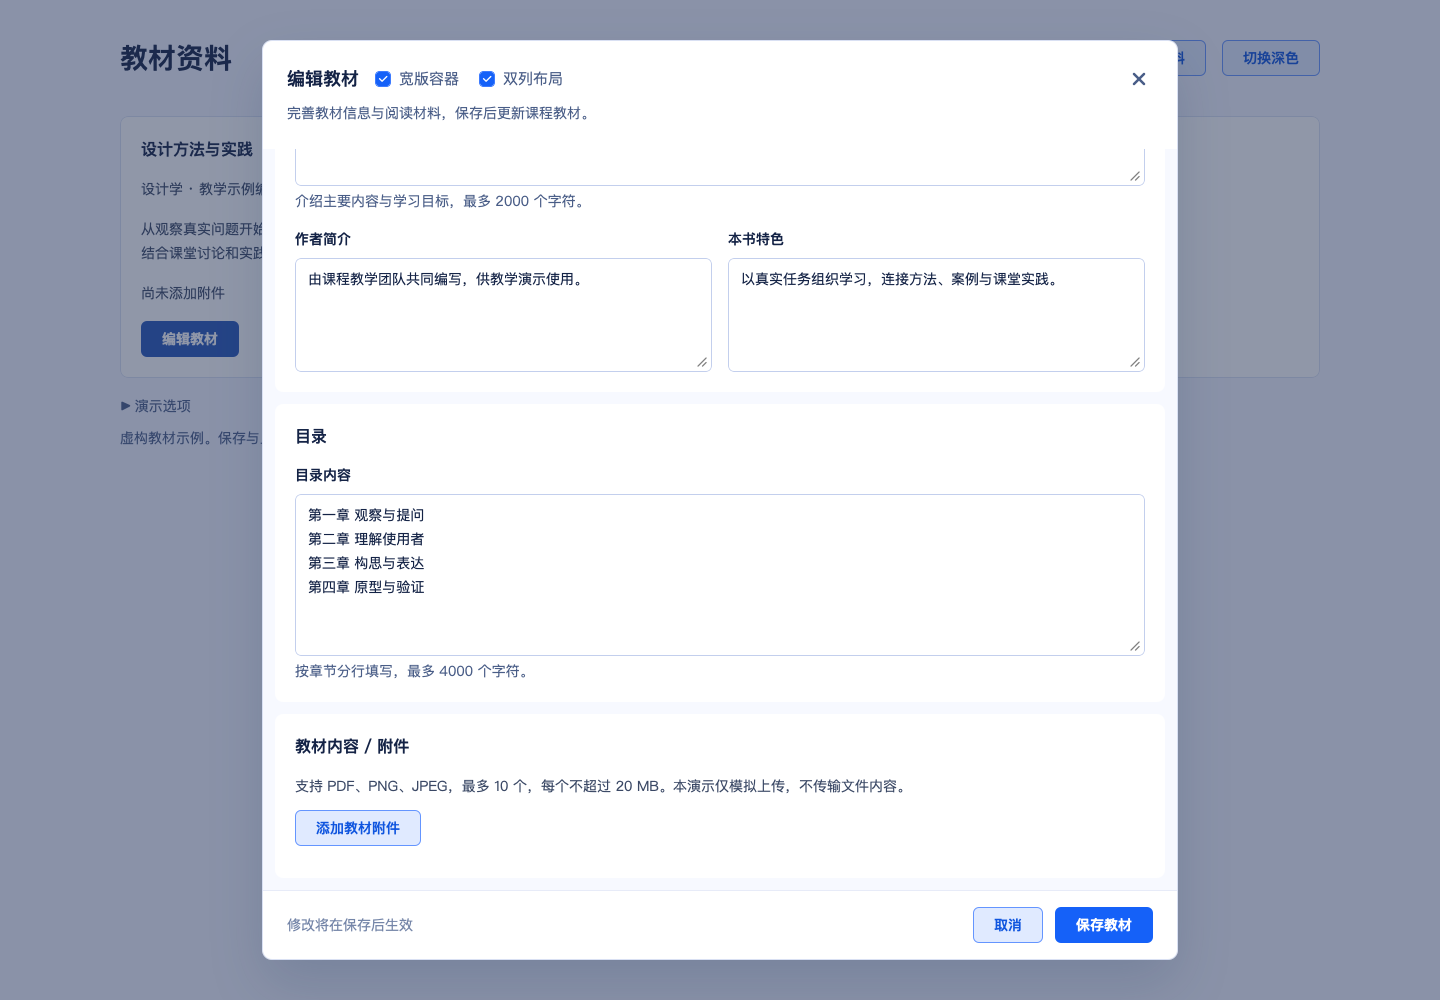 教材资料
料
切换深色
设计方法与实践
设计学 · 教学示例编
从观察真实问题开始
结合课堂讨论和实践
尚未添加附件
编辑教材
▶ 演示选项
虚构教材示例。保存与
编辑教材
宽版容器
双列布局
完善教材信息与阅读材料，保存后更新课程教材。
介绍主要内容与学习目标，最多 2000 个字符。
作者简介
本书特色
由课程教学团队共同编写，供教学演示使用。
以真实任务组织学习，连接方法、案例与课堂实践。
目录
目录内容
第一章 观察与提问
第二章 理解使用者
第三章 构思与表达
第四章 原型与验证
按章节分行填写，最多 4000 个字符。
教材内容 / 附件
支持 PDF、PNG、JPEG，最多 10 个，每个不超过 20 MB。本演示仅模拟上传，不传输文件内容。
添加教材附件
修改将在保存后生效
取消
保存教材